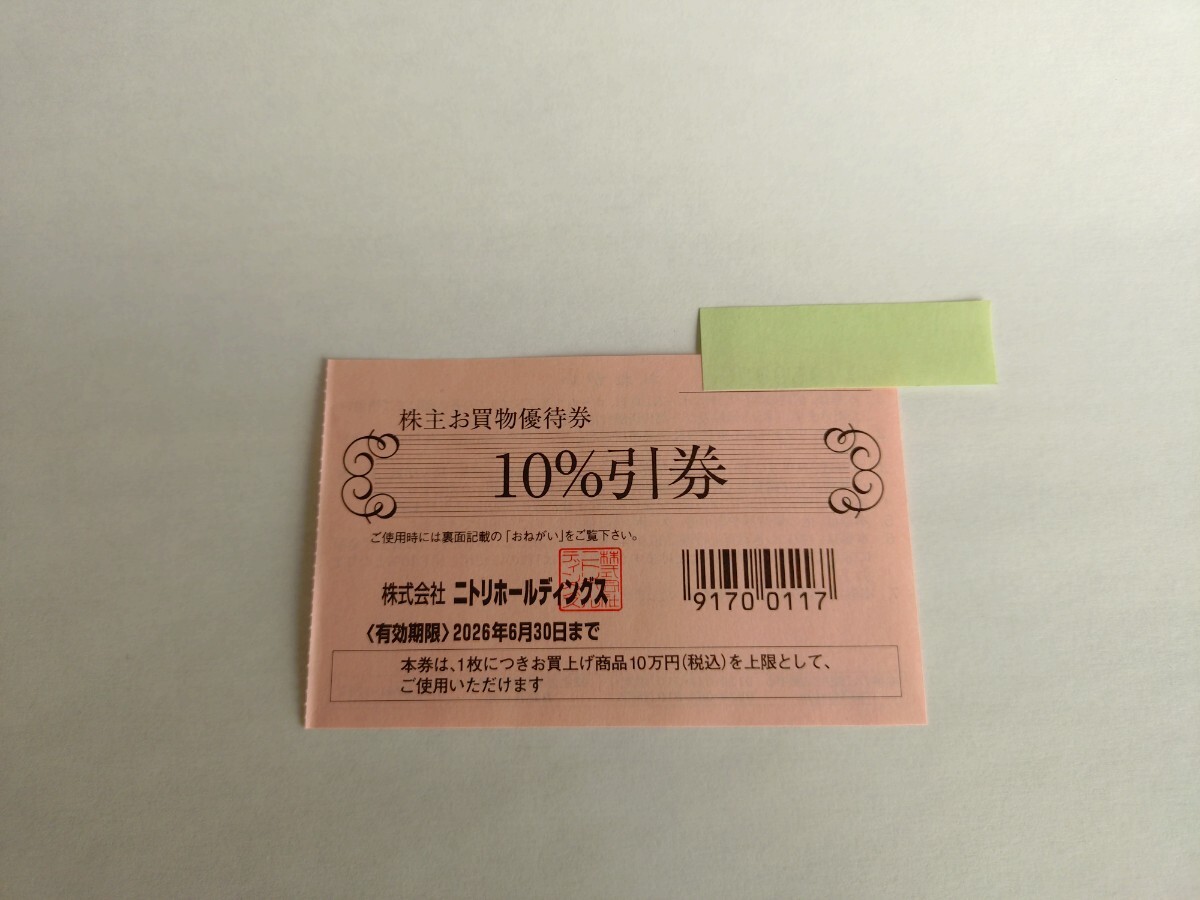 株主お買物優待券
10%引券
ご使用時には裏面記載の「おねがい」をご覧下さい。
株式会社 ニトリホールディングス
9170 0117
〈有効期限〉2026年6月30日まで
本券は、1枚につきお買上げ商品10万円(税込)を上限として、
ご使用いただけます